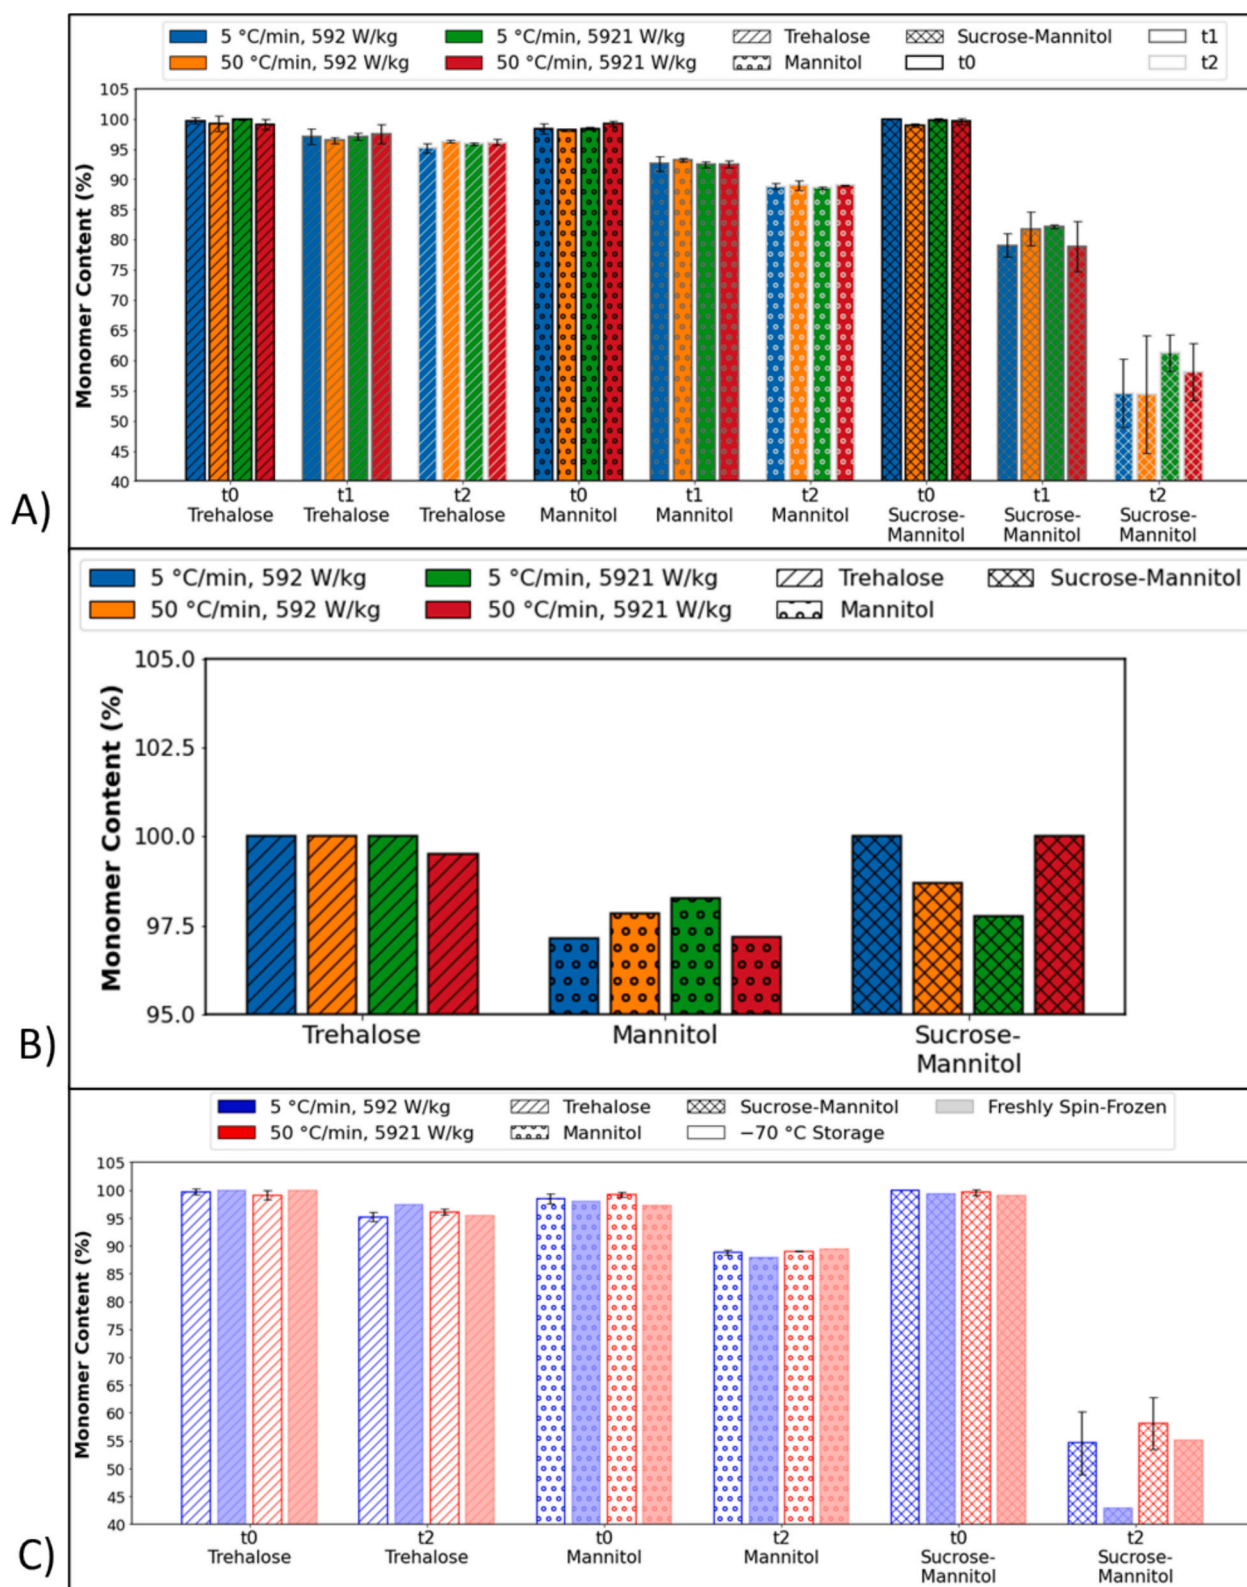 5 °C/min, 592 W/kg 5 °C/min, 5921 W/kg Trehalose Sucrose-Mannitol t1
50 °C/min, 592 W/kg 50 °C/min, 5921 W/kg Mannitol t0 t2
105
100
95
90
85
80
75
70
65
60
55
50
45
40
Monomer Content (%)
t0 t1 t2 t0 t1 t2 t0 t1 t2
Trehalose Trehalose Trehalose Mannitol Mannitol Mannitol Sucrose- Sucrose- Sucrose-
Mannitol Mannitol Mannitol
A)
5 °C/min, 592 W/kg 5 °C/min, 5921 W/kg Trehalose Sucrose-Mannitol
50 °C/min, 592 W/kg 50 °C/min, 5921 W/kg Mannitol
105.0
102.5
100.0
97.5
95.0
Monomer Content (%)
Trehalose Mannitol Sucrose-
Mannitol
B)
5 °C/min, 592 W/kg Trehalose Sucrose-Mannitol Freshly Spin-Frozen
50 °C/min, 5921 W/kg Mannitol −70 °C Storage
105
100
95
90
85
80
75
70
65
60
55
50
45
40
Monomer Content (%)
t0 t2 t0 t2 t0 t2
Trehalose Trehalose Mannitol Mannitol Sucrose- Sucrose-
Mannitol Mannitol
C)